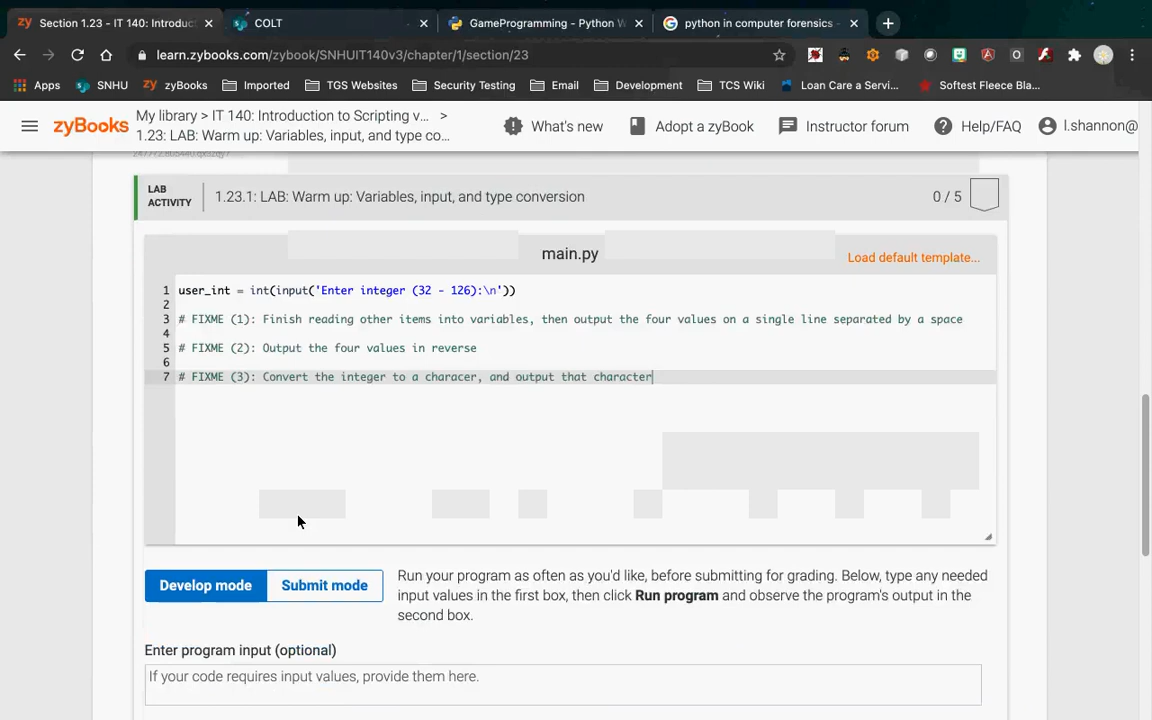 Section 1.23 - IT 140: Introduct
COLT
GameProgramming - Python W
python in computer forensics
learn.zybooks.com/zybook/SNHUIT140v3/chapter/1/section/23
Apps
SNHU
zyBooks
Imported
TGS Websites
Security Testing
Email
Development
TCS Wiki
Loan Care a Servi...
Softest Fleece Bla...
zyBooks
My library > IT 140: Introduction to Scripting v... >
1.23: LAB: Warm up: Variables, input, and type co...
What's new
Adopt a zyBook
Instructor forum
Help/FAQ
l.shannon@
LAB
ACTIVITY
1.23.1: LAB: Warm up: Variables, input, and type conversion
0 / 5
main.py
Load default template...
1 user_int = int(input('Enter integer (32 - 126):\n'))
2
3 # FIXME (1): Finish reading other items into variables, then output the four values on a single line separated by a space
4
5 # FIXME (2): Output the four values in reverse
6
7 # FIXME (3): Convert the integer to a characer, and output that character
Develop mode
Submit mode
Run your program as often as you'd like, before submitting for grading. Below, type any needed
input values in the first box, then click Run program and observe the program's output in the
second box.
Enter program input (optional)
If your code requires input values, provide them here.